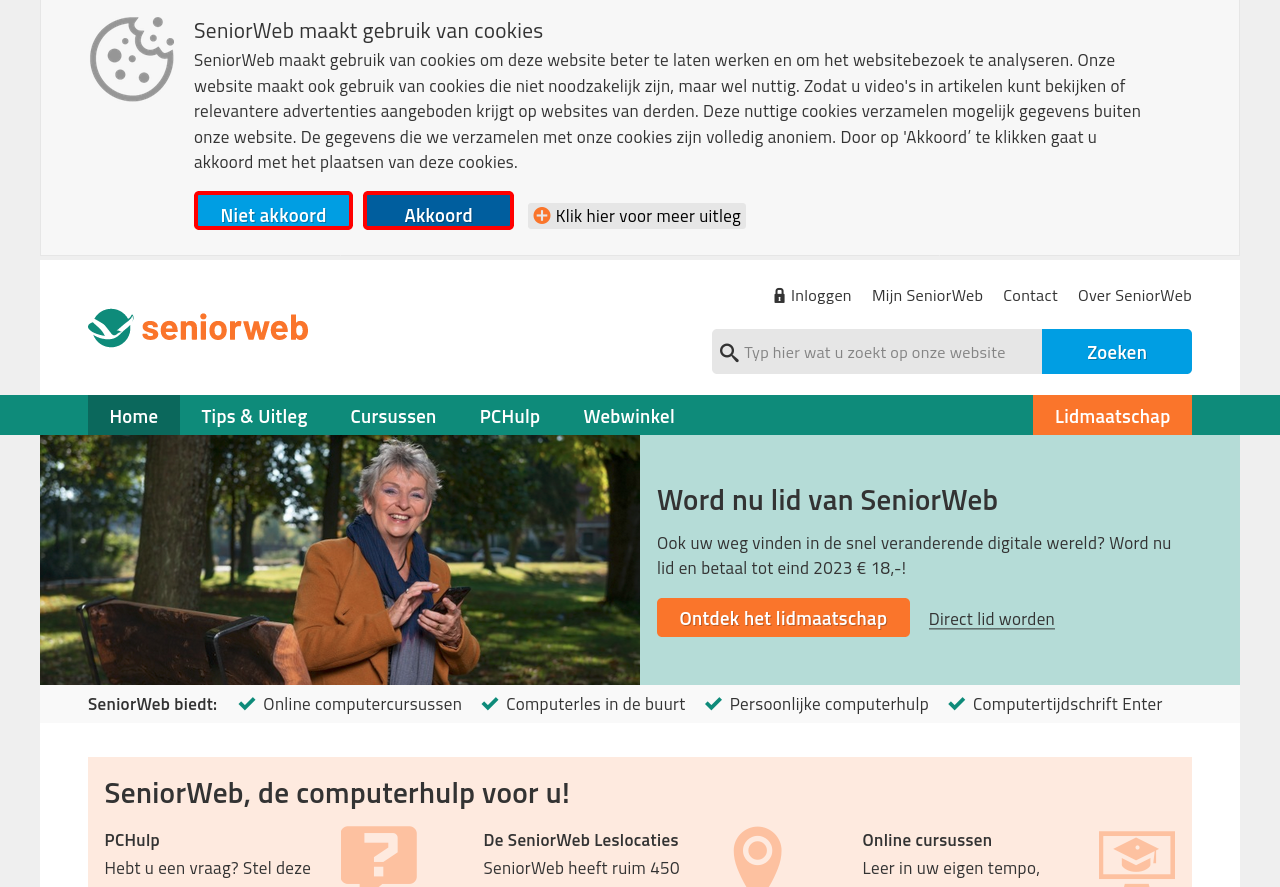 SeniorWeb maakt gebruik van cookies
SeniorWeb maakt gebruik van cookies om deze website beter te laten werken en om het websitebezoek te analyseren. Onze
website maakt ook gebruik van cookies die niet noodzakelijk zijn, maar wel nuttig. Zodat u video's in artikelen kunt bekijken of
relevantere advertenties aangeboden krijgt op websites van derden. Deze nuttige cookies verzamelen mogelijk gegevens buiten
onze website. De gegevens die we verzamelen met onze cookies zijn volledig anoniem. Door op 'Akkoord’ te klikken gaat u
akkoord met het plaatsen van deze cookies.
Niet akkoord Akkoord Klik hier voor meer uitleg
Inloggen Mijn SeniorWeb Contact Over SeniorWeb
seniorweb
Typ hier wat u zoekt op onze website Zoeken
Home Tips & Uitleg Cursussen PCHulp Webwinkel Lidmaatschap
Word nu lid van SeniorWeb
Ook uw weg vinden in de snel veranderende digitale wereld? Word nu
lid en betaal tot eind 2023 € 18,-!
Ontdek het lidmaatschap Direct lid worden
SeniorWeb biedt: Online computercursussen Computerles in de buurt Persoonlijke computerhulp Computertijdschrift Enter
SeniorWeb, de computerhulp voor u!
PCHulp De SeniorWeb Leslocaties Online cursussen
Hebt u een vraag? Stel deze SeniorWeb heeft ruim 450 Leer in uw eigen tempo,